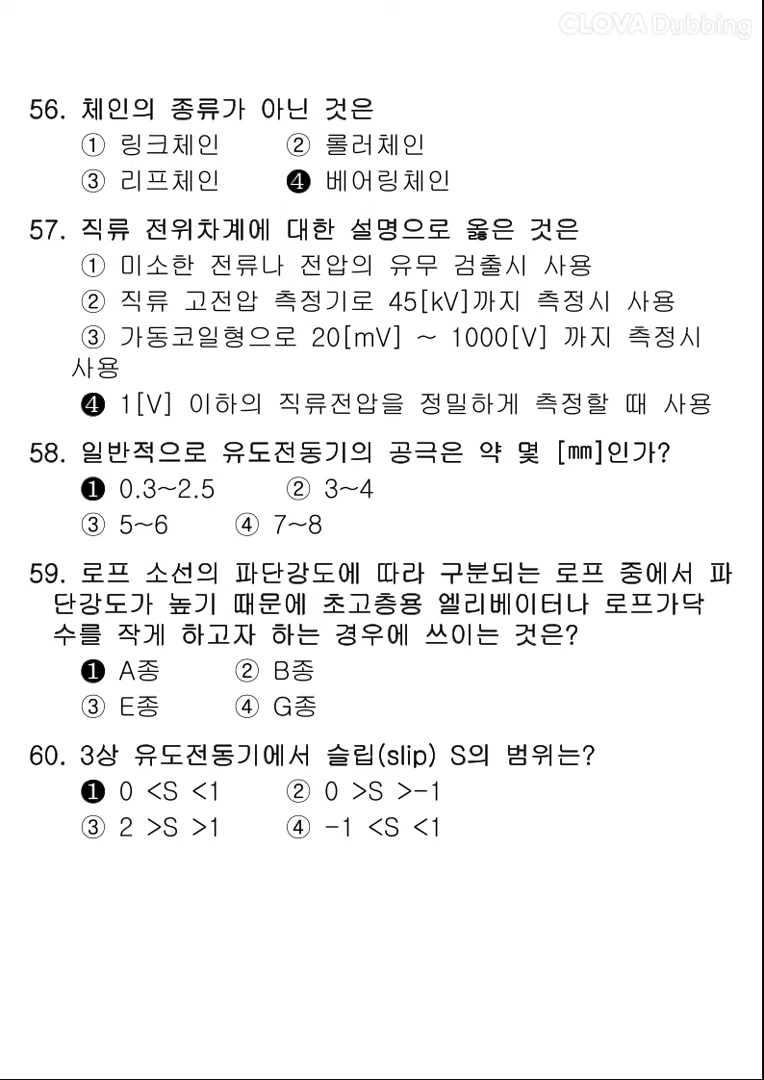 CLOVA Dubbing
56. 체인의 종류가 아닌 것은
① 링크체인 ② 롤러체인
③ 리프체인 ❹ 베어링체인
57. 직류 전위차계에 대한 설명으로 옳은 것은
① 미소한 전류나 전압의 유무 검출시 사용
② 직류 고전압 측정기로 45[kV]까지 측정시 사용
③ 가동코일형으로 20[mV] ~ 1000[V] 까지 측정시
사용
❹ 1[V] 이하의 직류전압을 정밀하게 측정할 때 사용
58. 일반적으로 유도전동기의 공극은 약 몇 [㎜]인가?
❶ 0.3~2.5 ② 3~4
③ 5~6 ④ 7~8
59. 로프 소선의 파단강도에 따라 구분되는 로프 중에서 파
단강도가 높기 때문에 초고층용 엘리베이터나 로프가닥
수를 작게 하고자 하는 경우에 쓰이는 것은?
❶ A종 ② B종
③ E종 ④ G종
60. 3상 유도전동기에서 슬립(slip) S의 범위는?
❶ 0 <S <1 ② 0 >S >-1
③ 2 >S >1 ④ -1 <S <1